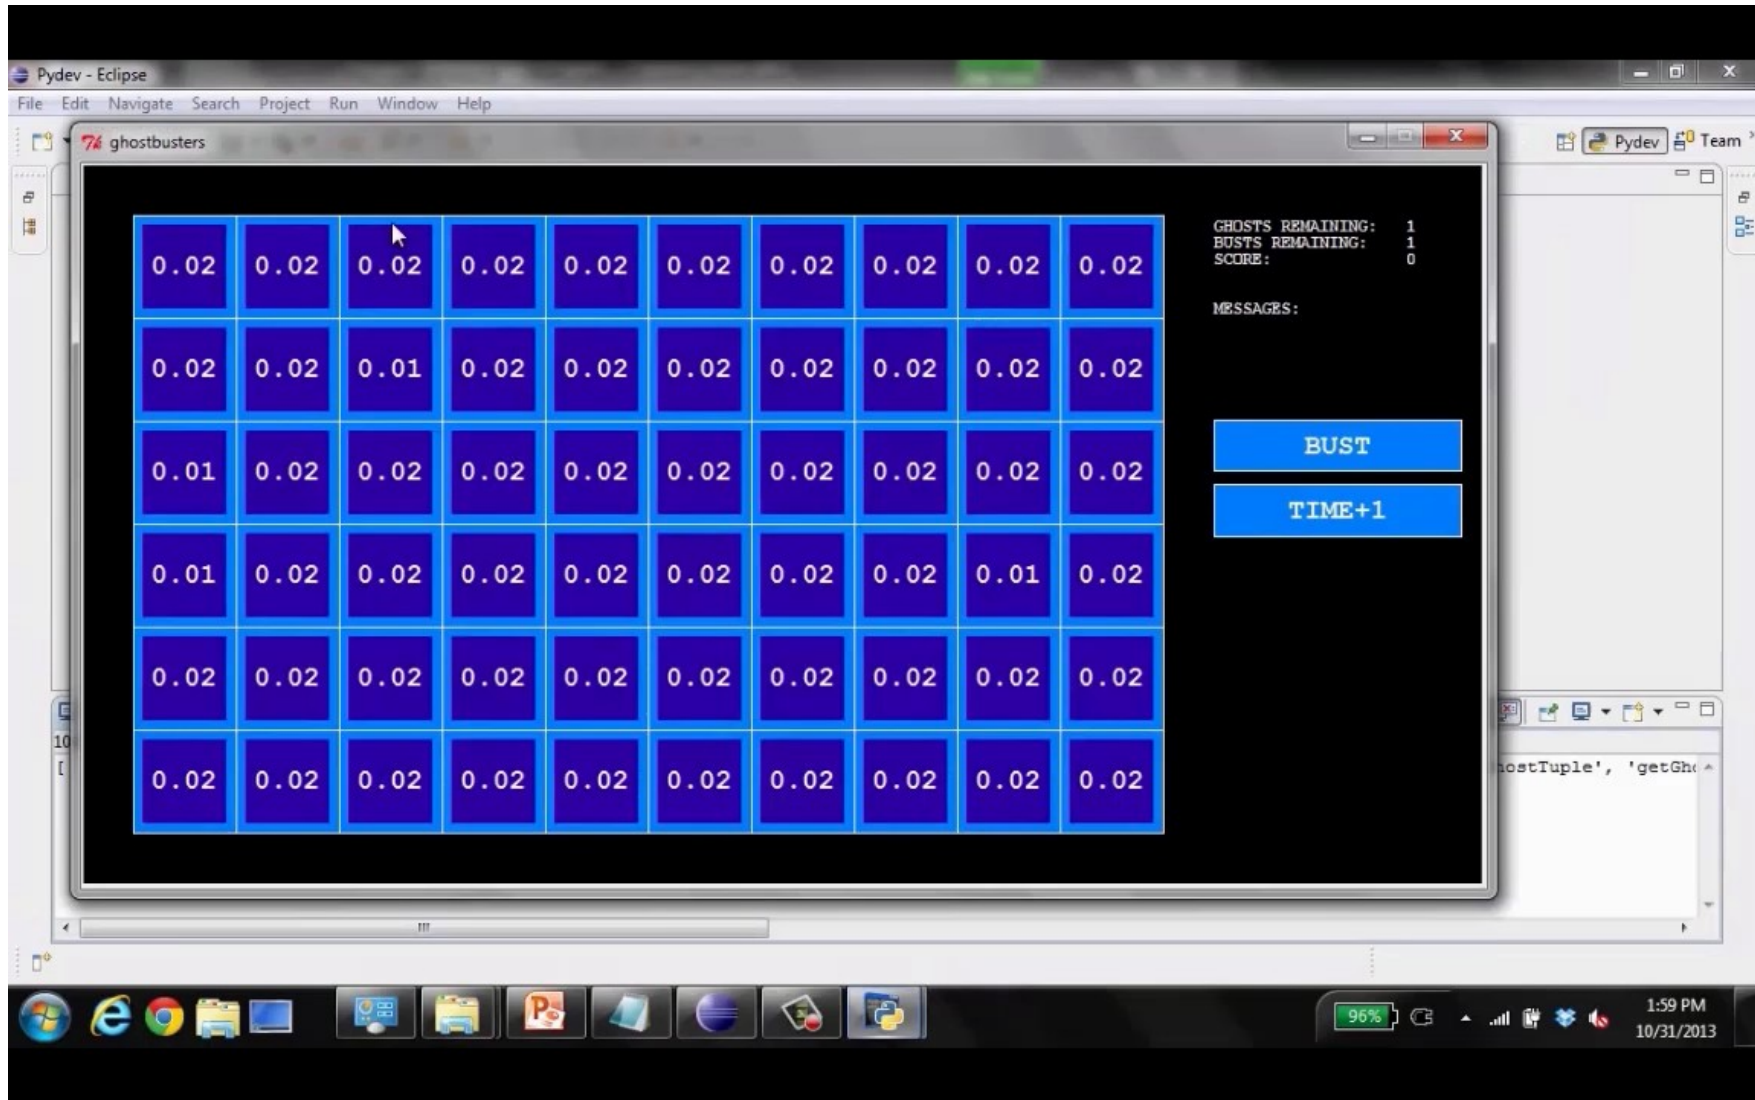 Pydev - Eclipse
File Edit Navigate Search Project Run Window Help
ghostbusters
Pydev Team
0.02 0.02 0.02 0.02 0.02 0.02 0.02 0.02 0.02 0.02
0.02 0.02 0.01 0.02 0.02 0.02 0.02 0.02 0.02 0.02
0.01 0.02 0.02 0.02 0.02 0.02 0.02 0.02 0.02 0.02
0.01 0.02 0.02 0.02 0.02 0.02 0.02 0.02 0.01 0.02
0.02 0.02 0.02 0.02 0.02 0.02 0.02 0.02 0.02 0.02
0.02 0.02 0.02 0.02 0.02 0.02 0.02 0.02 0.02 0.02
GHOSTS REMAINING: 1
BUSTS REMAINING: 1
SCORE: 0
MESSAGES:
BUST
TIME+1
10
[
hostTuple', 'getGho
96%
1:59 PM
10/31/2013